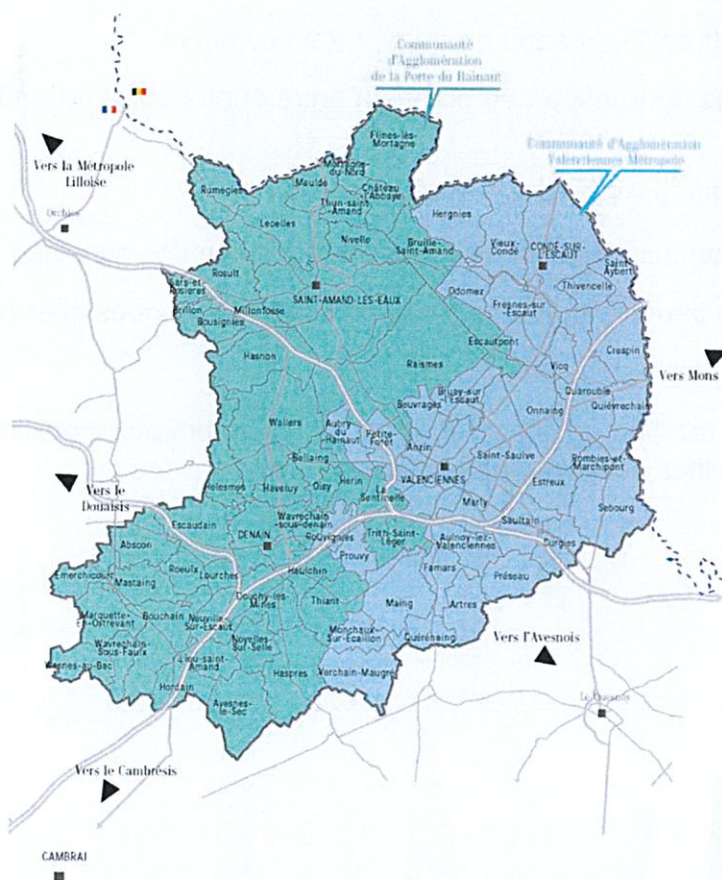 Communauté
d'Agglomération
de la Porte du Hainaut
Communauté d'Agglomération
Valenciennes Métropole
Vers la Métropole
Lilloise
Orchies
Flines-lès-
Mortagne
Mortagne-
du-Nord
Maulde
Château
l'Abbaye
Thun-saint-
Amand
Rumegies
Lecelles
Nivelle
Bruille-
Saint-Amand
Hergnies
Vieux-
Condé
CONDÉ-SUR-
L'ESCAUT
Saint-
Aybert
Thivencelle
Rosult
Sars-et-
Rosières
Brillon
Bousignies
Millonfosse
SAINT-AMAND-LES-EAUX
Odomez
Fresnes-sur
-Escaut
Escautpont
Hasnon
Raismes
Vicq
Crespin
Vers Mons
Quarouble
Quiévrechain
Onnaing
Bruay-sur
-l'Escaut
Beuvrages
Wallers
Aubry
du
Hainaut
Petite-
Forêt
Anzin
Saint-Saulve
Rombies-et-
Marchipont
Bellaing
VALENCIENNES
Estreux
Helesmes
Haveluy
Oisy
Hérin
La
Sentinelle
Marly
Sebourg
Vers le
Douaisis
Wavrechain
-sous-denain
Saultain
Escaudain
DENAIN
Rouvignies
Trith-Saint-
Léger
Aulnoy-lez-
Valenciennes
Curgies
Abscon
Prouvy
Famars
Préseau
Emerchicourt
Roeulx
Lourches
Haulchin
Mastaing
Douchy-les
-Mines
Thiant
Maing
Artres
Marquette-
En-Ostrevant
Bouchain
Neuville-
Sur-Escaut
Monchaux-
Sur-Ecaillon
Quérénaing
Vers l'Avesnois
Wavrechain-
Sous-Faulx
Noyelles-
Sur-Selle
Wasnes-au-Bac
Lieu-saint-
Amand
Haspres
Verchain-Maugré
Hordain
Avesnes-
le-Sec
Le Quesnoy
Vers le Cambrésis
CAMBRAI